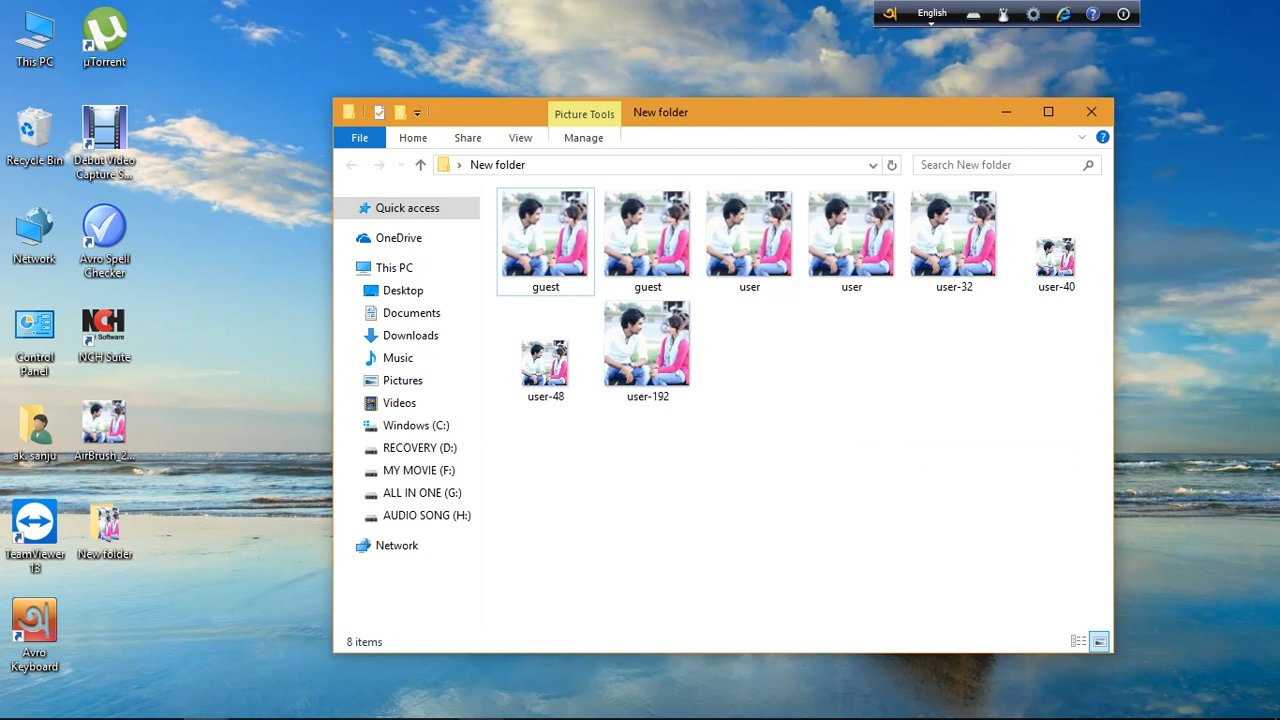 অ English
This PC
µTorrent
Recycle Bin
Debut Video
Capture S...
Network
Avro Spell
Checker
Control
Panel
NCH
Software
NCH Suite
ak. sanju
AirBrush_2...
TeamViewer
13
New folder
অ
Avro
Keyboard
Picture Tools
New folder
File
Home
Share
View
Manage
New folder
Search New folder
Quick access
OneDrive
This PC
Desktop
Documents
Downloads
Music
Pictures
Videos
Windows (C:)
RECOVERY (D:)
MY MOVIE (F:)
ALL IN ONE (G:)
AUDIO SONG (H:)
Network
guest
guest
user
user
user-32
user-40
user-48
user-192
8 items